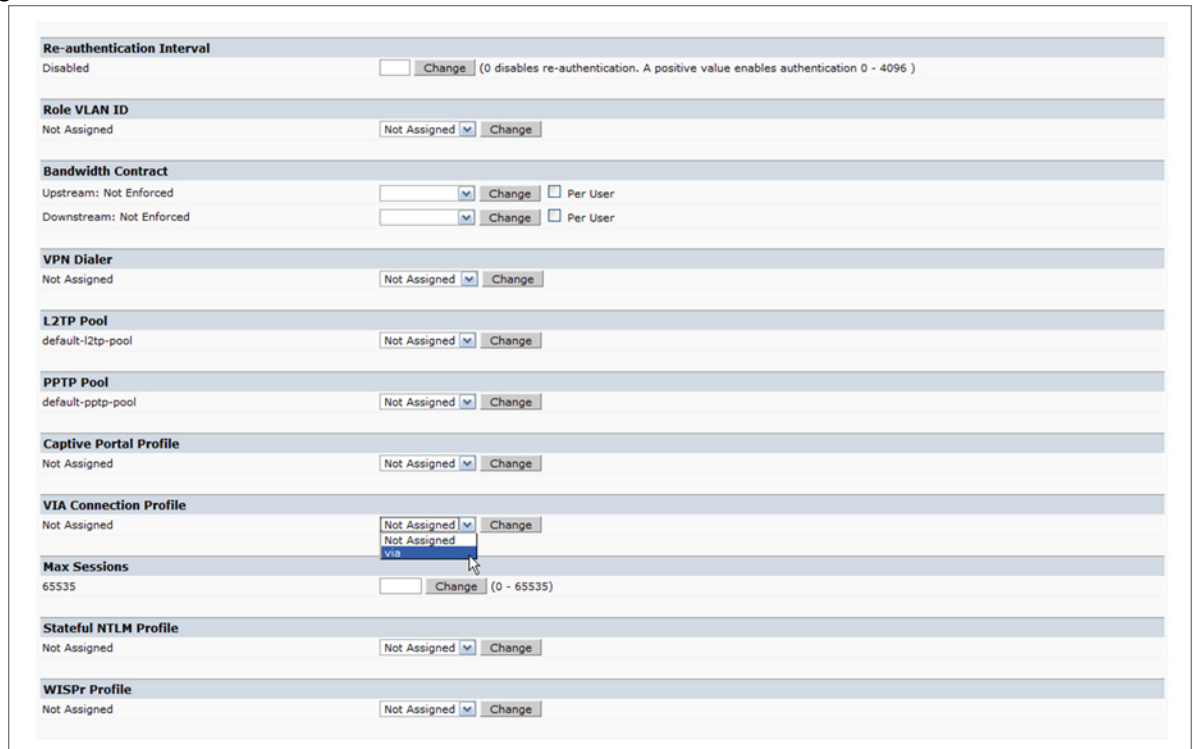 Re-authentication Interval
Disabled Change (0 disables re-authentication. A positive value enables authentication 0 - 4096 )
Role VLAN ID
Not Assigned Not Assigned Change
Bandwidth Contract
Upstream: Not Enforced Change Per User
Downstream: Not Enforced Change Per User
VPN Dialer
Not Assigned Not Assigned Change
L2TP Pool
default-l2tp-pool Not Assigned Change
PPTP Pool
default-pptp-pool Not Assigned Change
Captive Portal Profile
Not Assigned Not Assigned Change
VIA Connection Profile
Not Assigned Not Assigned Change
Not Assigned
via
Max Sessions
65535 Change (0 - 65535)
Stateful NTLM Profile
Not Assigned Not Assigned Change
WISPr Profile
Not Assigned Not Assigned Change